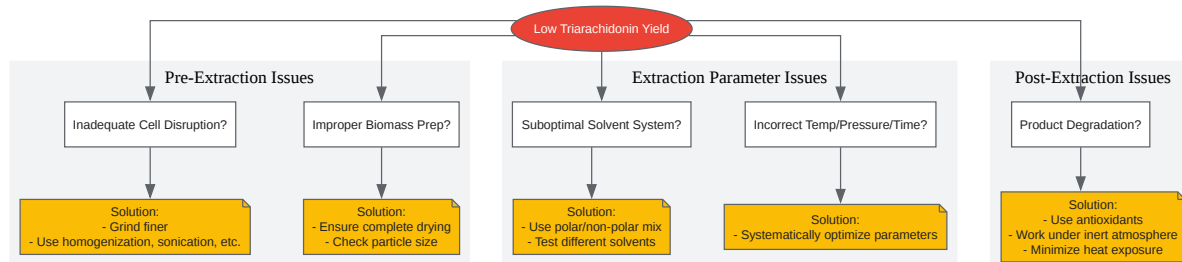 Low Triarachidonin Yield
Pre-Extraction Issues
Extraction Parameter Issues
Post-Extraction Issues
Inadequate Cell Disruption?
Improper Biomass Prep?
Suboptimal Solvent System?
Incorrect Temp/Pressure/Time?
Product Degradation?
Solution:
- Grind finer
- Use homogenization, sonication, etc.
Solution:
- Ensure complete drying
- Check particle size
Solution:
- Use polar/non-polar mix
- Test different solvents
Solution:
- Systematically optimize parameters
Solution:
- Use antioxidants
- Work under inert atmosphere
- Minimize heat exposure